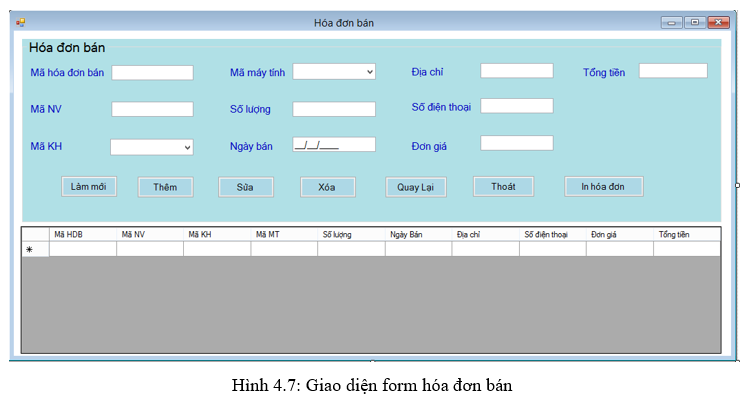 Hóa đơn bán
Hóa đơn bán
Mã hóa đơn bán Mã máy tính Địa chỉ Tổng tiền
Mã NV Số lượng Số điện thoại
Mã KH Ngày bán __/__/____ Đơn giá
Làm mới Thêm Sửa Xóa Quay Lại Thoát In hóa đơn
Mã HDB Mã NV Mã KH Mã MT Số lượng Ngày Bán Địa chỉ Số điện thoại Đơn giá Tổng tiền
Hình 4.7: Giao diện form hóa đơn bán